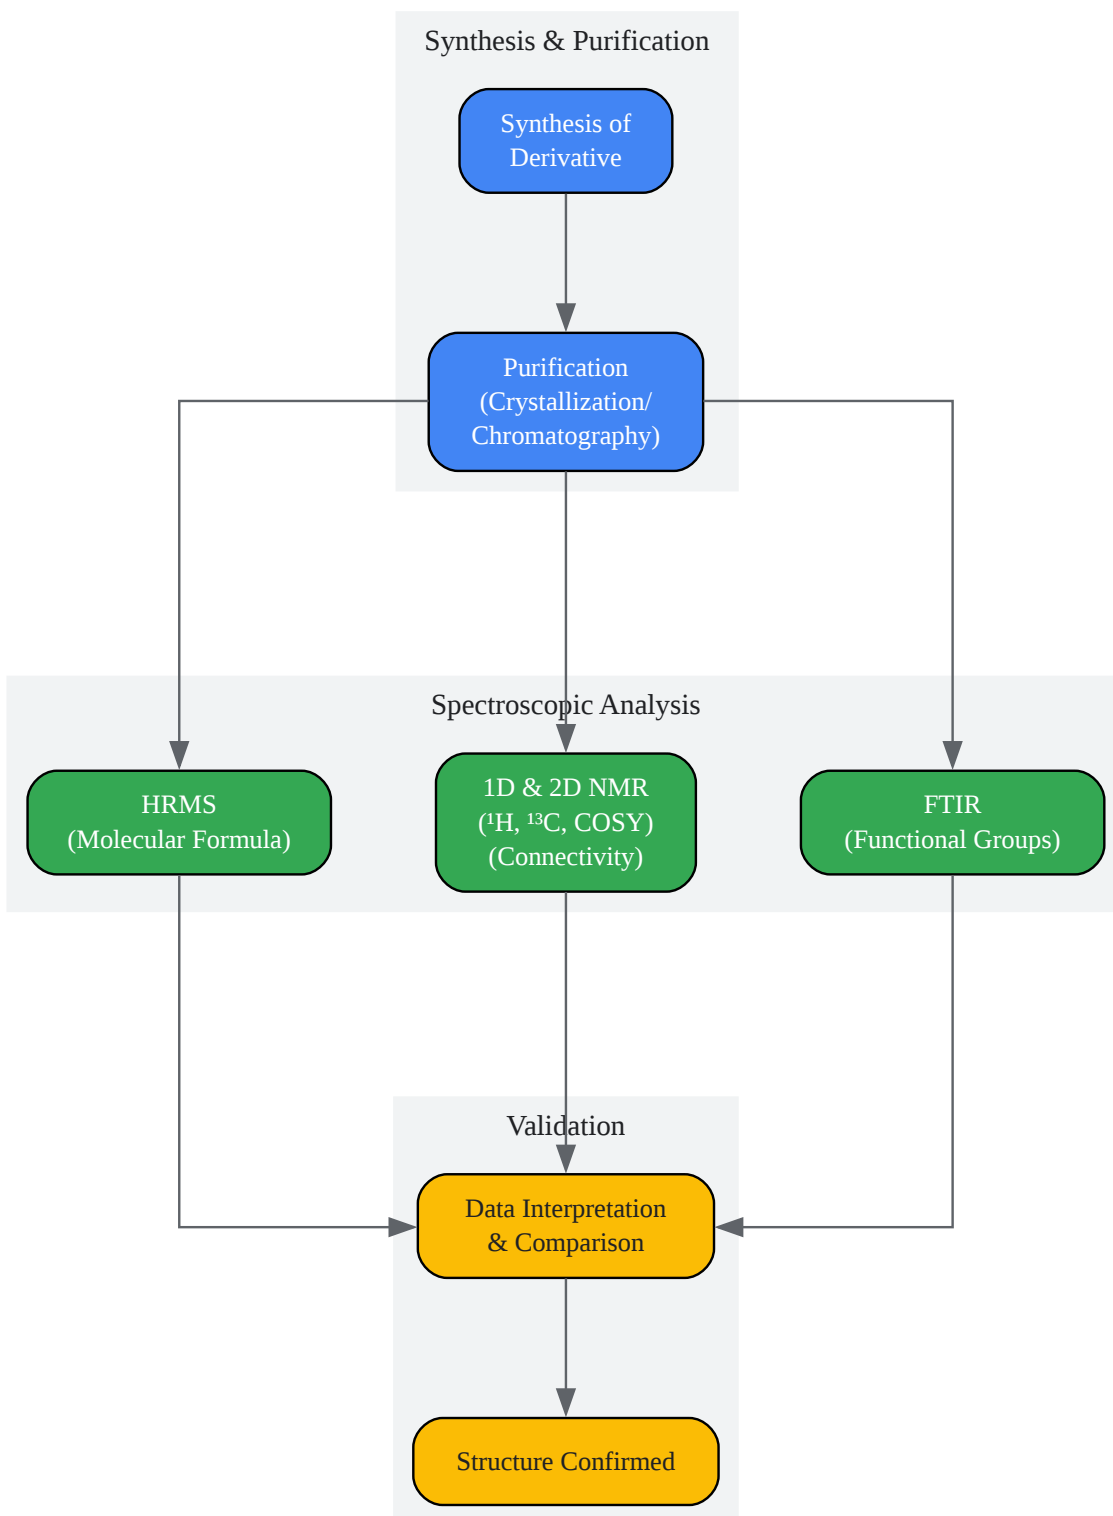 Synthesis & Purification
Synthesis of
Derivative
Purification
(Crystallization/
Chromatography)
Spectroscopic Analysis
HRMS
(Molecular Formula)
1D & 2D NMR
(¹H, ¹³C, COSY)
(Connectivity)
FTIR
(Functional Groups)
Validation
Data Interpretation
& Comparison
Structure Confirmed